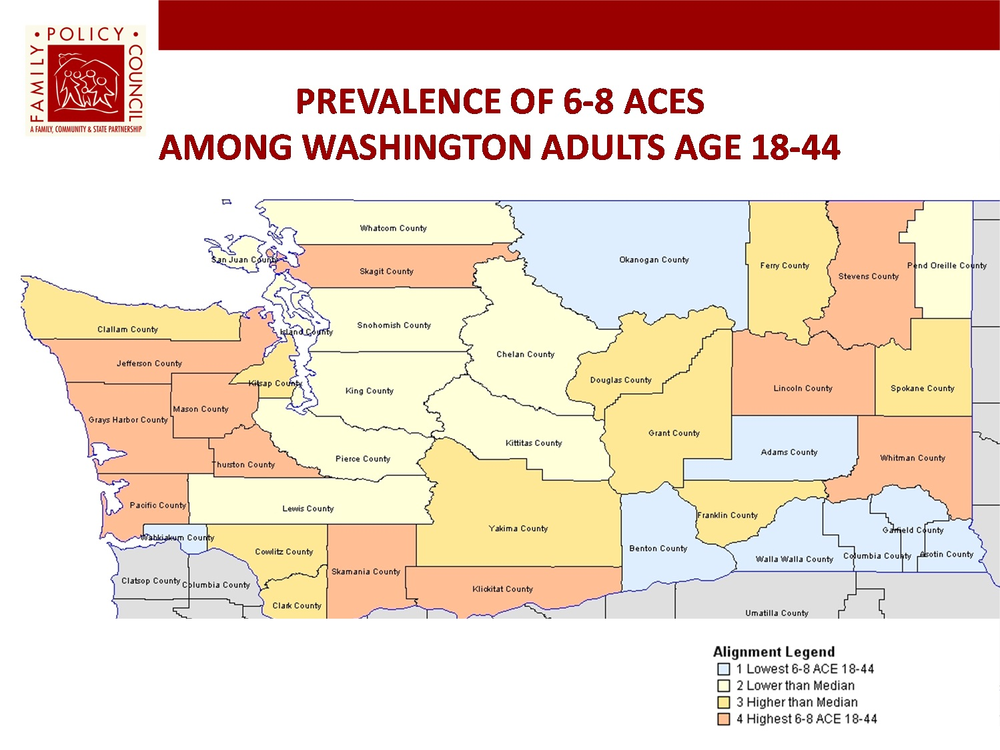 • POLICY •
FAMILY
COUNCIL
A FAMILY, COMMUNITY & STATE PARTNERSHIP
PREVALENCE OF 6-8 ACES
AMONG WASHINGTON ADULTS AGE 18-44
Whatcom County
San Juan County
Skagit County
Okanogan County
Ferry County
Stevens County
Pend Oreille County
Clallam County
Island County
Snohomish County
Chelan County
Jefferson County
Kitsap County
King County
Douglas County
Lincoln County
Spokane County
Mason County
Grays Harbor County
Grant County
Kittitas County
Adams County
Pierce County
Thurston County
Whitman County
Pacific County
Lewis County
Franklin County
Yakima County
Wahkiakum County
Garfield County
Cowlitz County
Benton County
Walla Walla County
Columbia County
Asotin County
Skamania County
Clatsop County
Columbia County
Klickitat County
Clark County
Umatilla County
Alignment Legend
1 Lowest 6-8 ACE 18-44
2 Lower than Median
3 Higher than Median
4 Highest 6-8 ACE 18-44